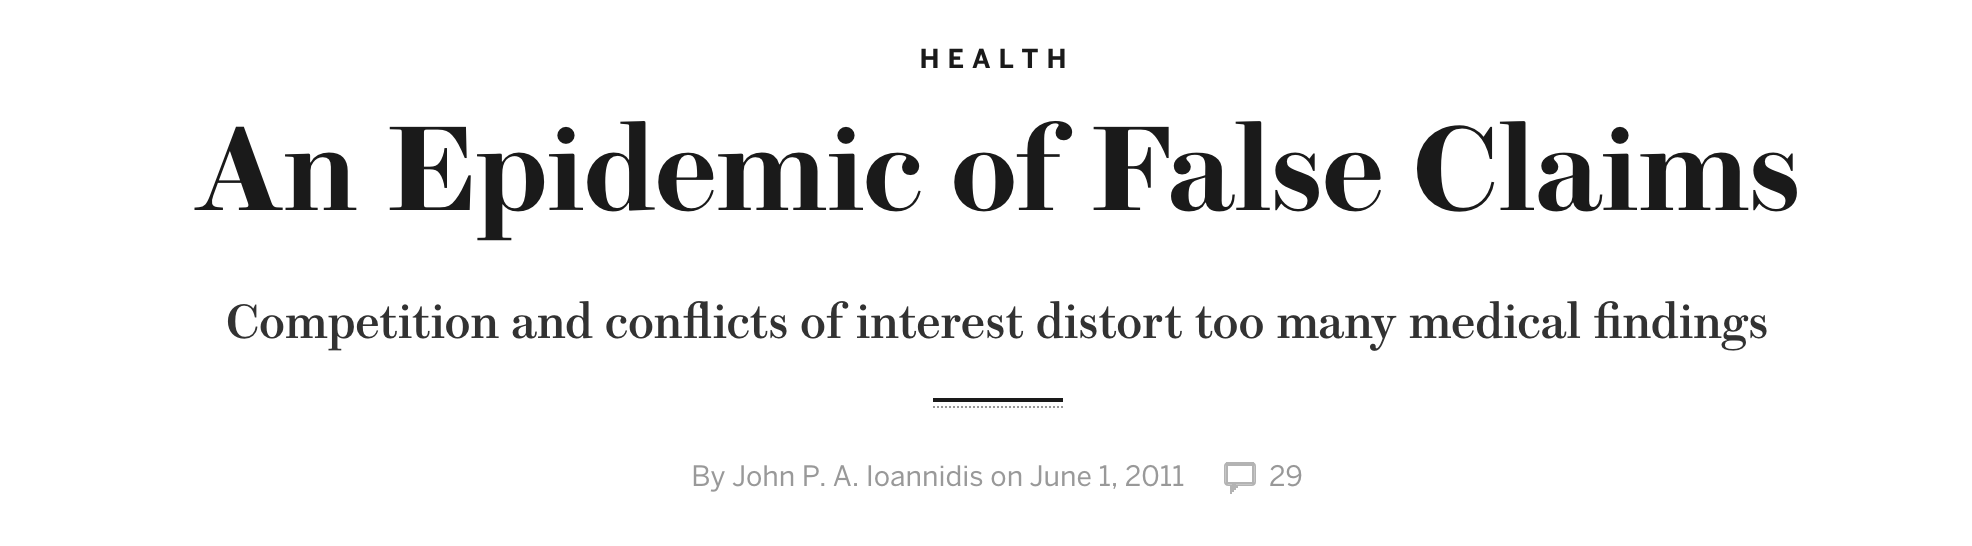 HEALTH
An Epidemic of False Claims
Competition and conflicts of interest distort too many medical findings
By John P. A. Ioannidis on June 1, 2011 29